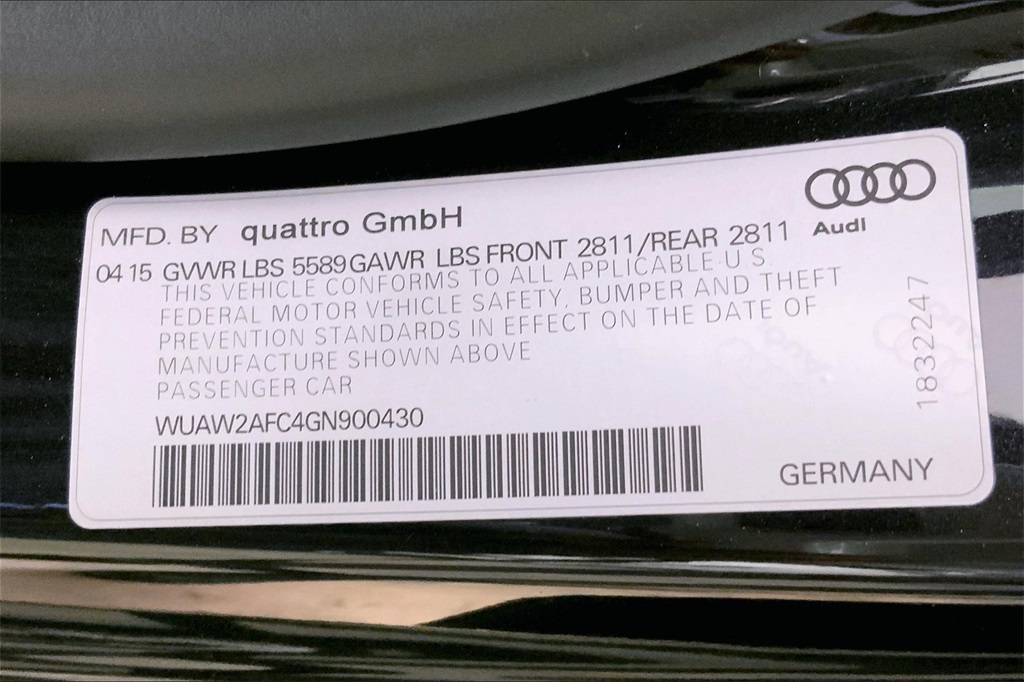 MFD. BY quattro GmbH
Audi
04 15 GVWR LBS 5589 GAWR LBS FRONT 2811/REAR 2811
THIS VEHICLE CONFORMS TO ALL APPLICABLE U S
FEDERAL MOTOR VEHICLE SAFETY, BUMPER AND THEFT
PREVENTION STANDARDS IN EFFECT ON THE DATE OF
MANUFACTURE SHOWN ABOVE
PASSENGER CAR
WUAW2AFC4GN900430
GERMANY
1832247